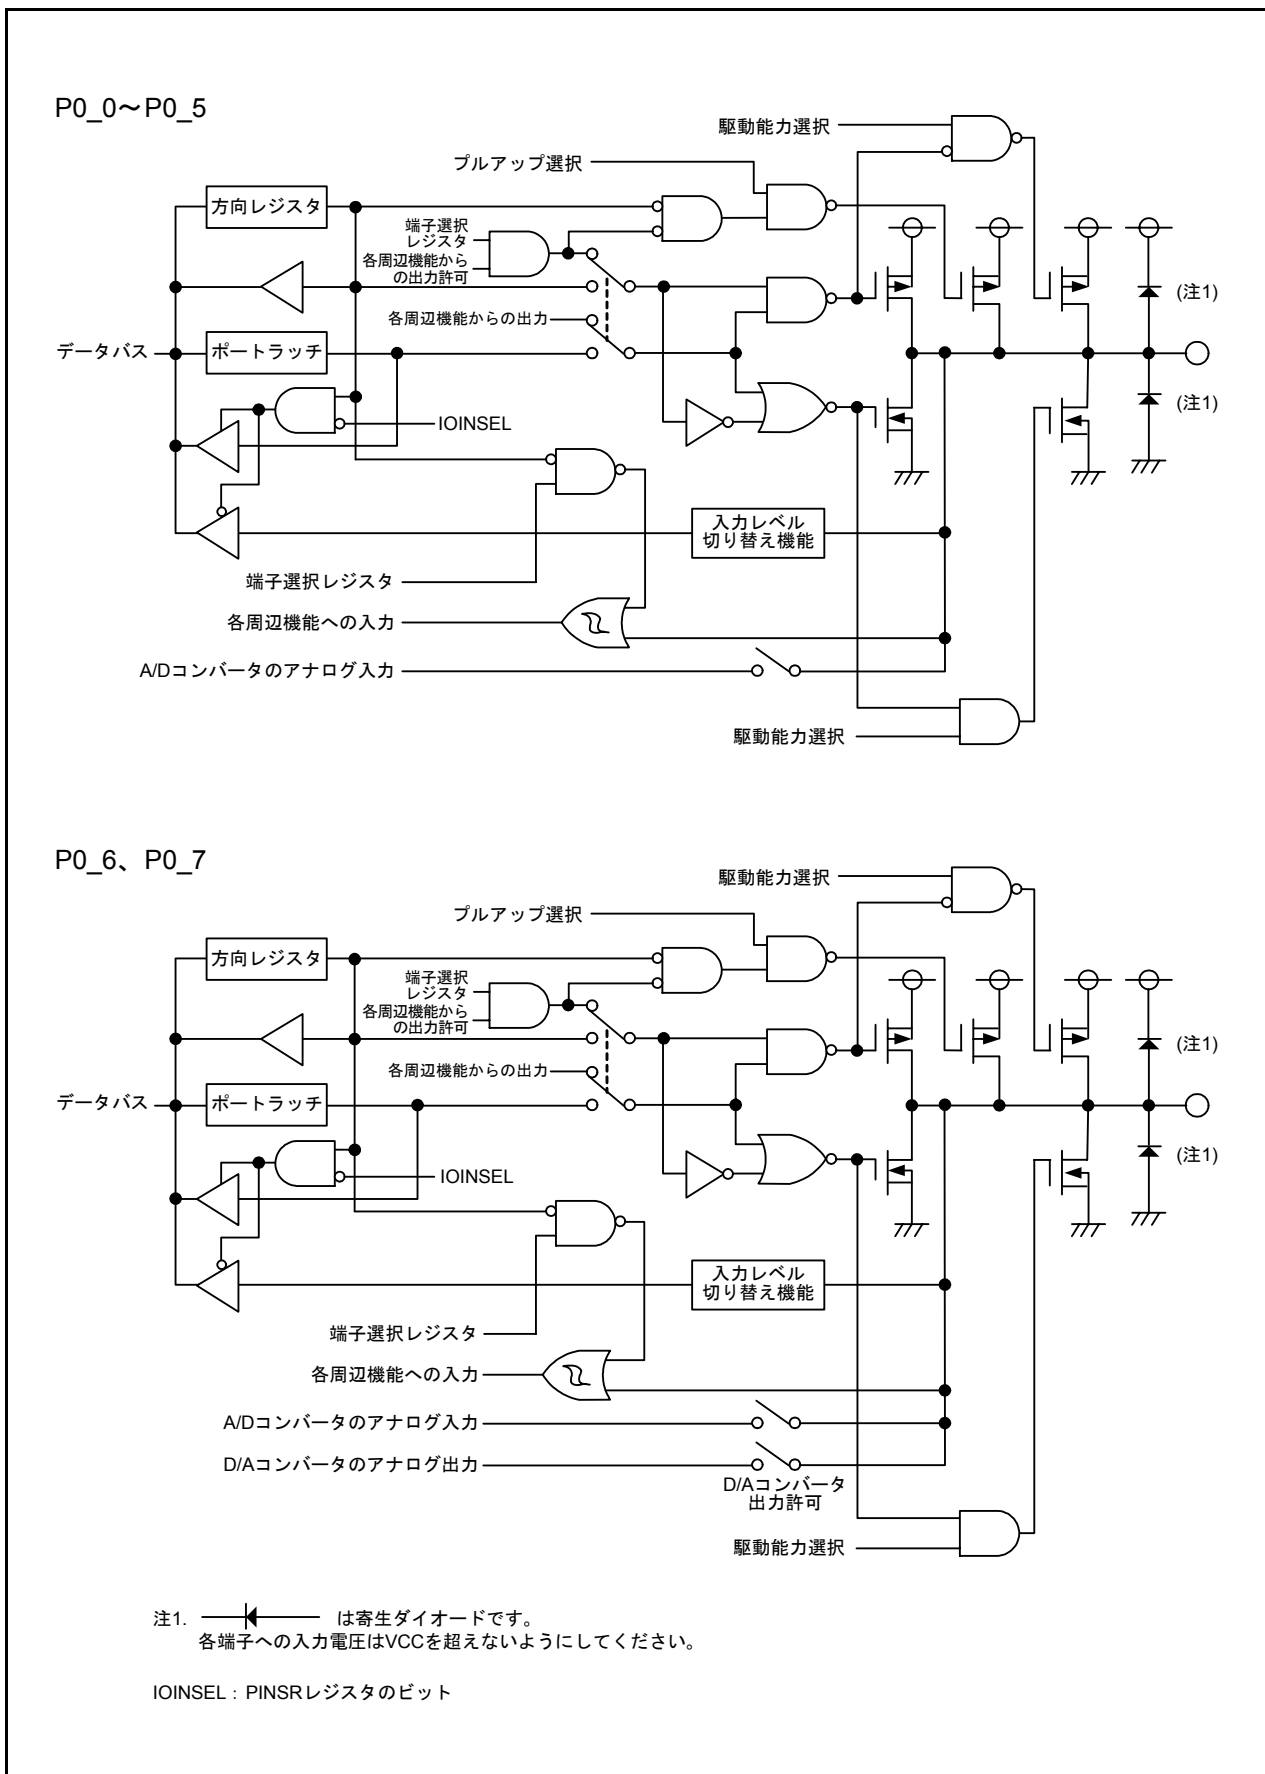 P0_0～P0_5
駆動能力選択
プルアップ選択
方向レジスタ
端子選択
レジスタ
各周辺機能から
の出力許可
(注1)
各周辺機能からの出力
データバス
ポートラッチ
(注1)
IOINSEL
入力レベル
切り替え機能
端子選択レジスタ
各周辺機能への入力
A/Dコンバータのアナログ入力
駆動能力選択
P0_6、P0_7
駆動能力選択
プルアップ選択
方向レジスタ
端子選択
レジスタ
各周辺機能から
の出力許可
(注1)
各周辺機能からの出力
データバス
ポートラッチ
(注1)
IOINSEL
入力レベル
切り替え機能
端子選択レジスタ
各周辺機能への入力
A/Dコンバータのアナログ入力
D/Aコンバータのアナログ出力
D/Aコンバータ
出力許可
駆動能力選択
注1. は寄生ダイオードです。
各端子への入力電圧はVCCを超えないようにしてください。
IOINSEL : PINSRレジスタのビット